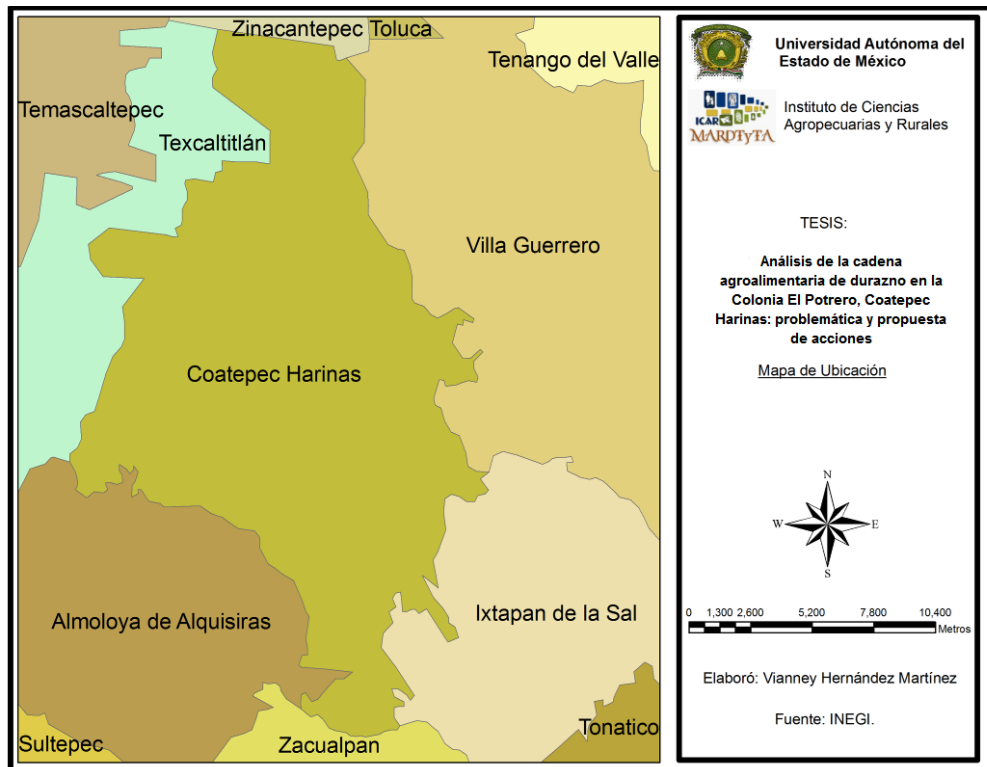 Zinacantepec
Toluca
Tenango del Valle
Temascaltepec
Texcaltitlán
Villa Guerrero
Coatepec Harinas
Almoloya de Alquisiras
Ixtapan de la Sal
Sultepec
Zacualpan
Tonatico
Universidad Autónoma del
Estado de México
ICAR
MARDTyTA
Instituto de Ciencias
Agropecuarias y Rurales
TESIS:
Análisis de la cadena
agroalimentaria de durazno en la
Colonia El Potrero, Coatepec
Harinas: problemática y propuesta
de acciones
Mapa de Ubicación
N
W E
S
0 1,300 2,600 5,200 7,800 10,400
Metros
Elaboró: Vianney Hernández Martínez
Fuente: INEGI.